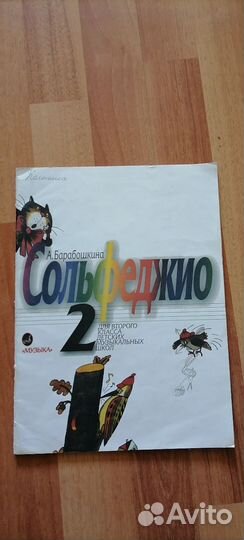 А. Барабошкина
Сольфеджио
2
ДЛЯ ВТОРОГО
КЛАССА
ДЕТСКИХ
МУЗЫКАЛЬНЫХ
ШКОЛ
«МУЗЫКА»
Avito